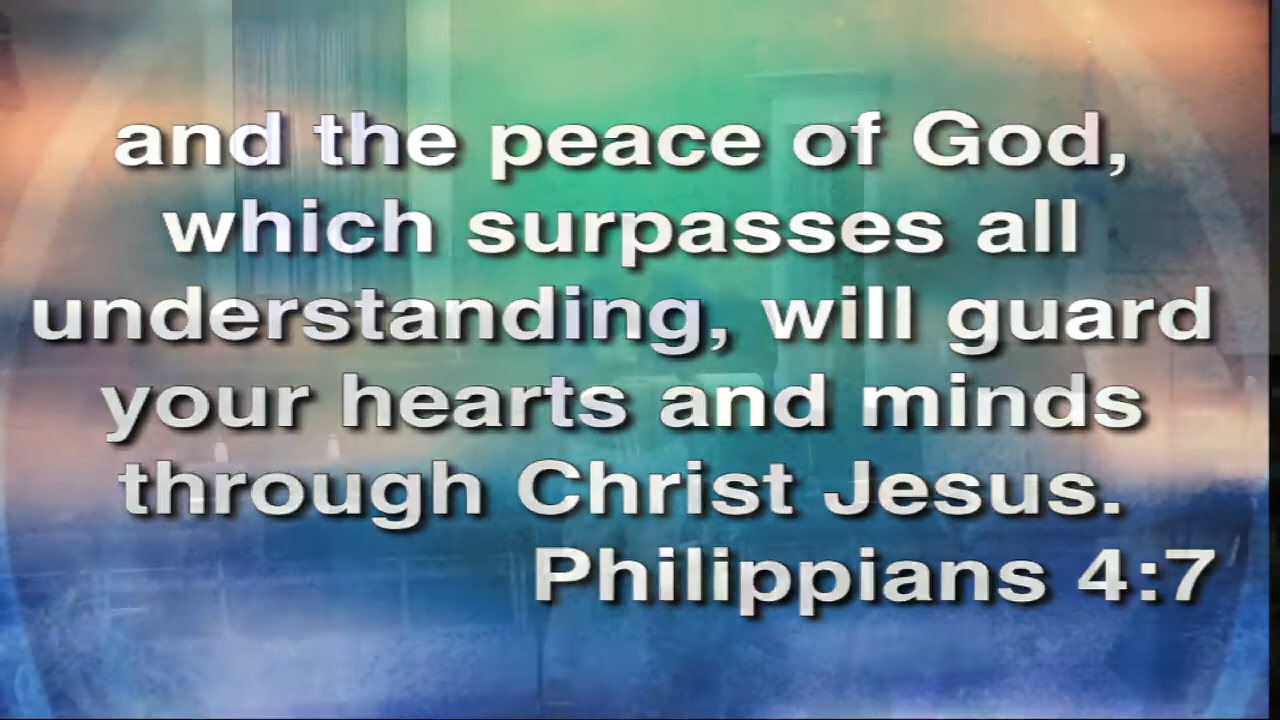 and the peace of God,
which surpasses all
understanding, will guard
your hearts and minds
through Christ Jesus.
Philippians 4:7